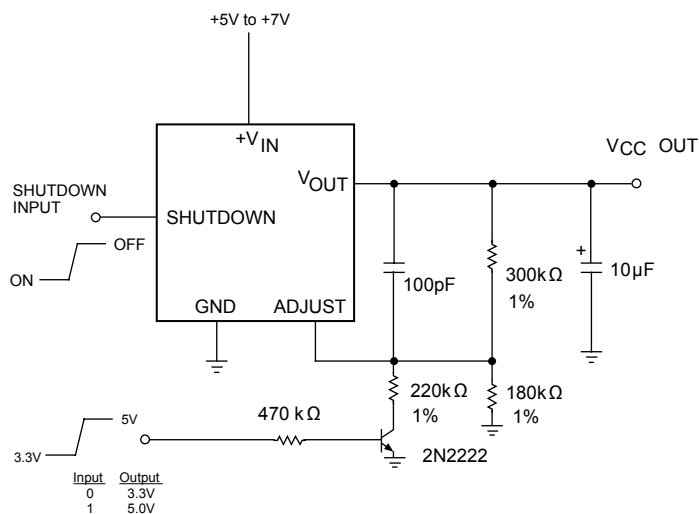 +5V to +7V
+VIN
VCC OUT
VOUT
SHUTDOWN
INPUT
SHUTDOWN
OFF
ON
100pF
300kΩ
1%
+
10µF
GND
ADJUST
220kΩ
1%
180kΩ
1%
470 kΩ
5V
3.3V
2N2222
Input Output
0 3.3V
1 5.0V